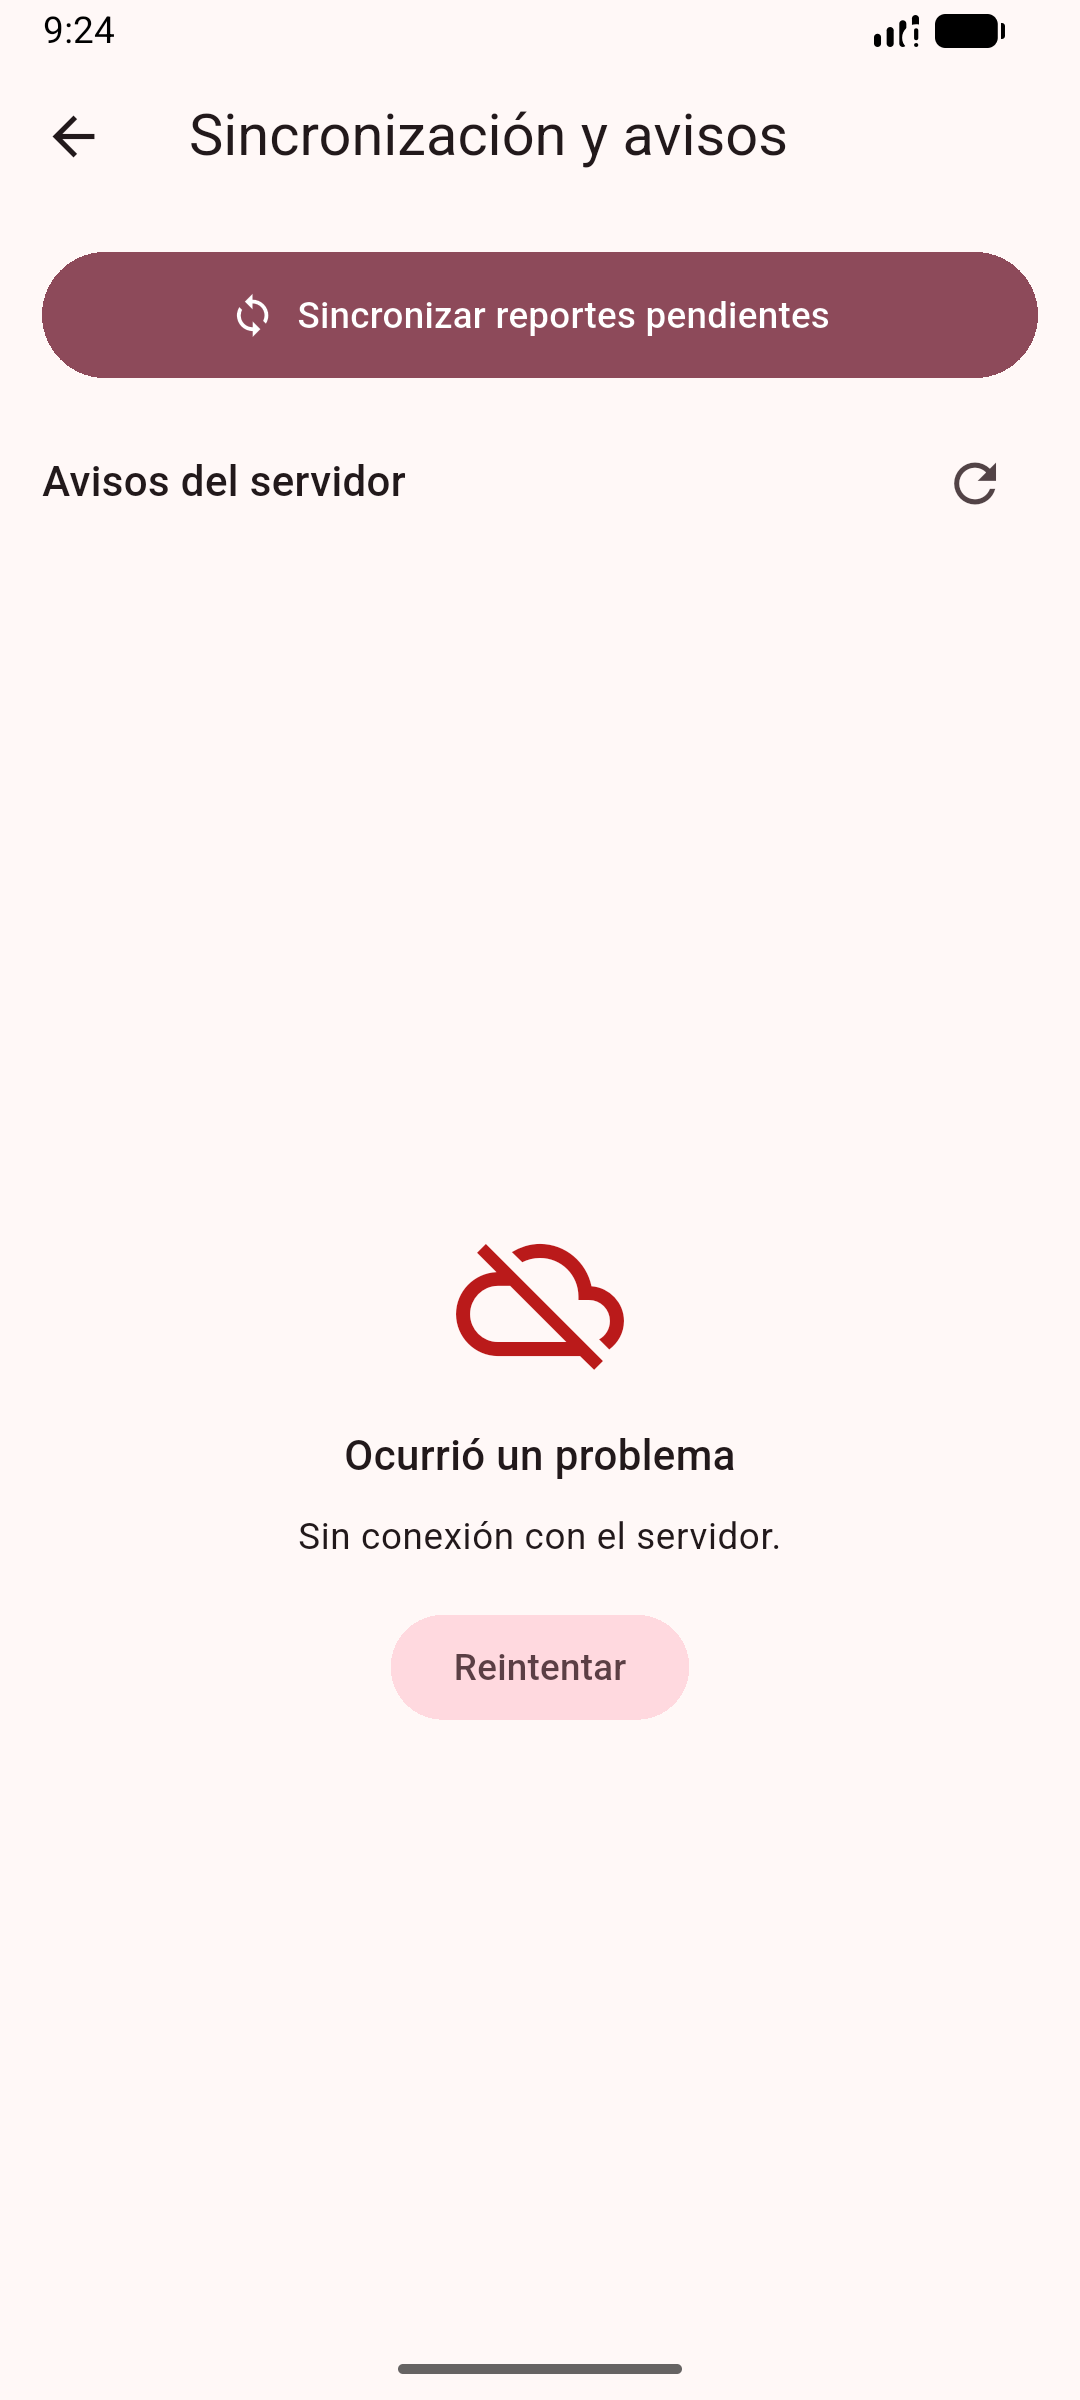 9:24
Sincronización y avisos
Sincronizar reportes pendientes
Avisos del servidor
Ocurrió un problema
Sin conexión con el servidor.
Reintentar